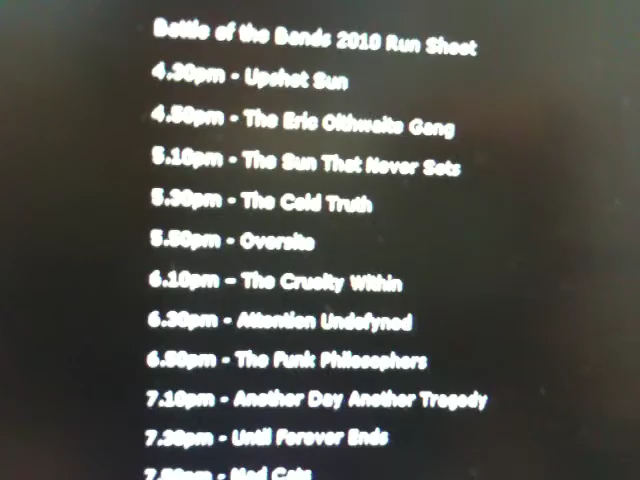 Battle of the Bands 2010 Run Sheet
4.30pm - Upshot Sun
4.50pm - The Eric Olthwaite Gang
5.10pm - The Sun That Never Sets
5.30pm - The Cold Truth
5.50pm - Oversite
6.10pm - The Cruelty Within
6.30pm - Attention Undefyned
6.50pm - The Funk Philosophers
7.10pm - Another Day Another Tragedy
7.30pm - Until Forever Ends
7.50pm -